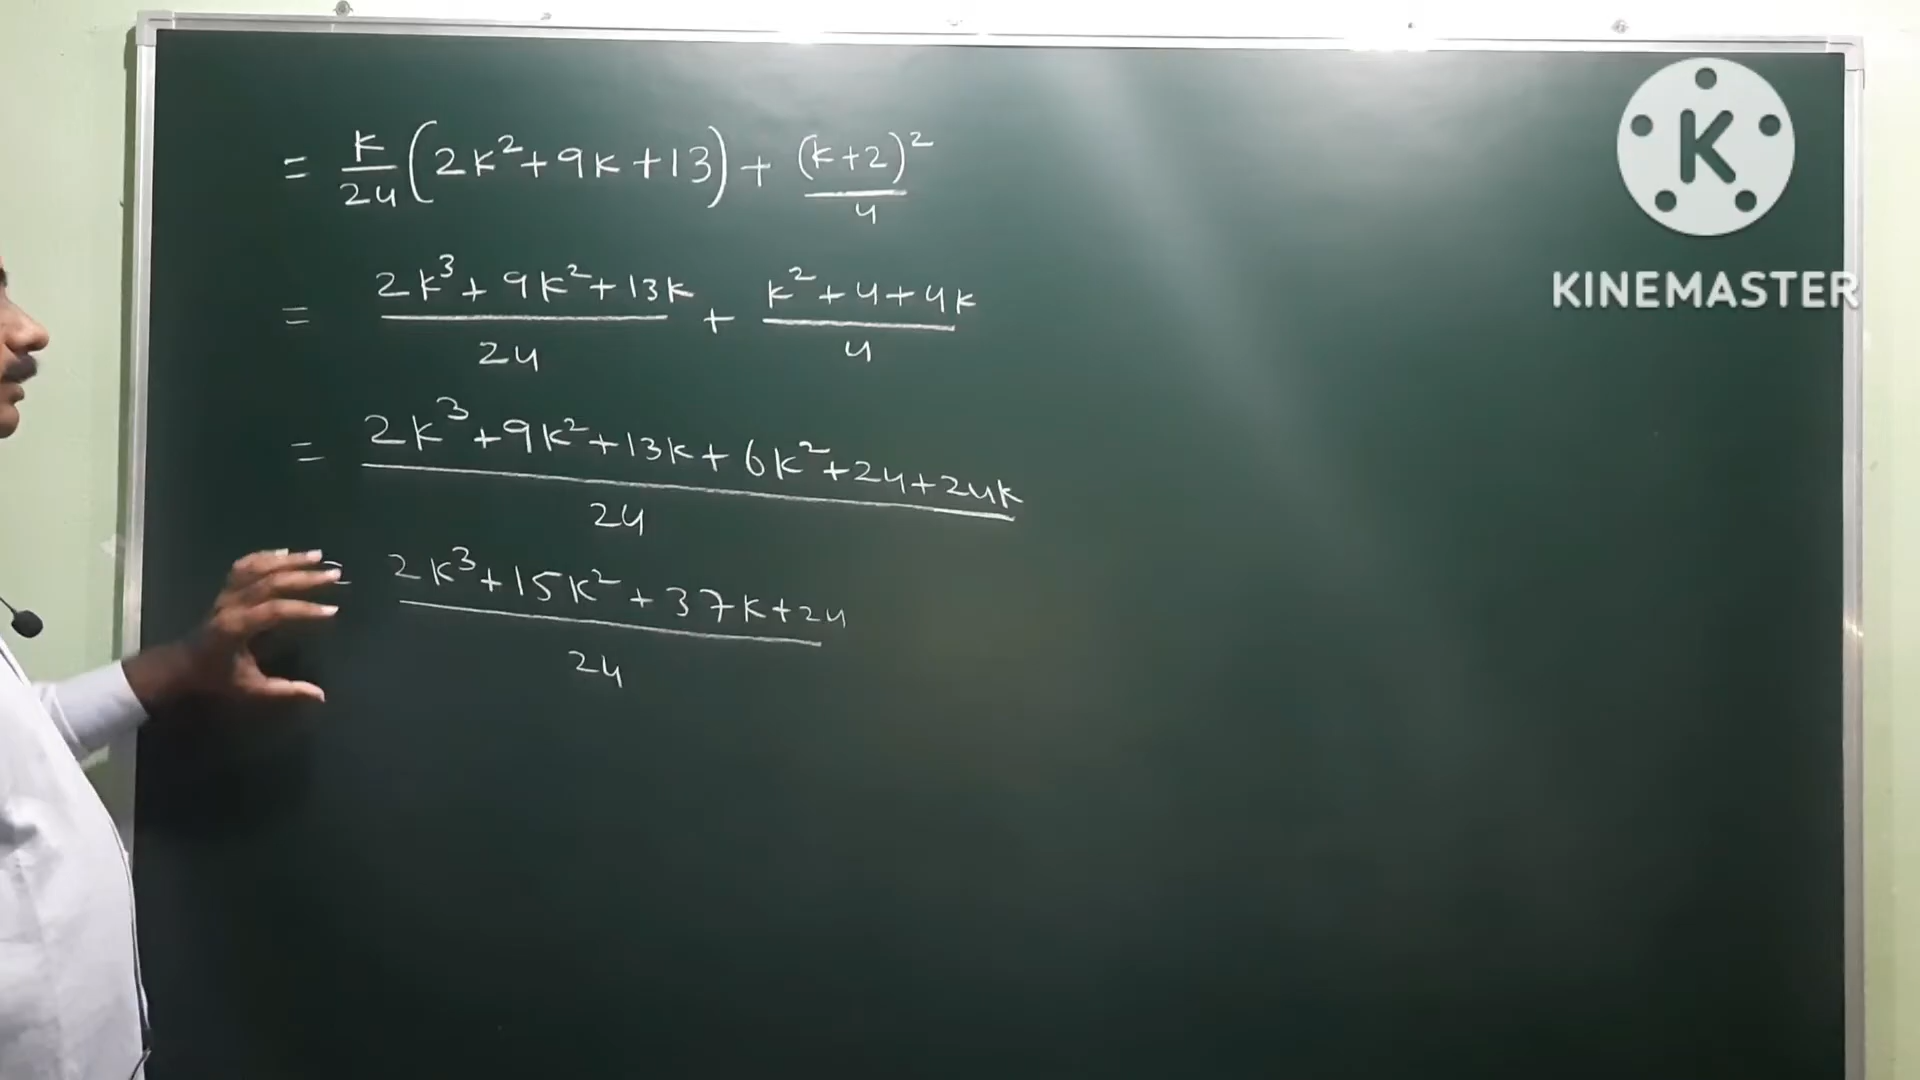 = k/24 (2k²+9k+13) + (k+2)²/4
= 2k³+9k²+13k/24 + k²+4+4k/4
= 2k³+9k²+13k+6k²+24+24k/24
= 2k³+15k²+37k+24/24
K
KINEMASTER